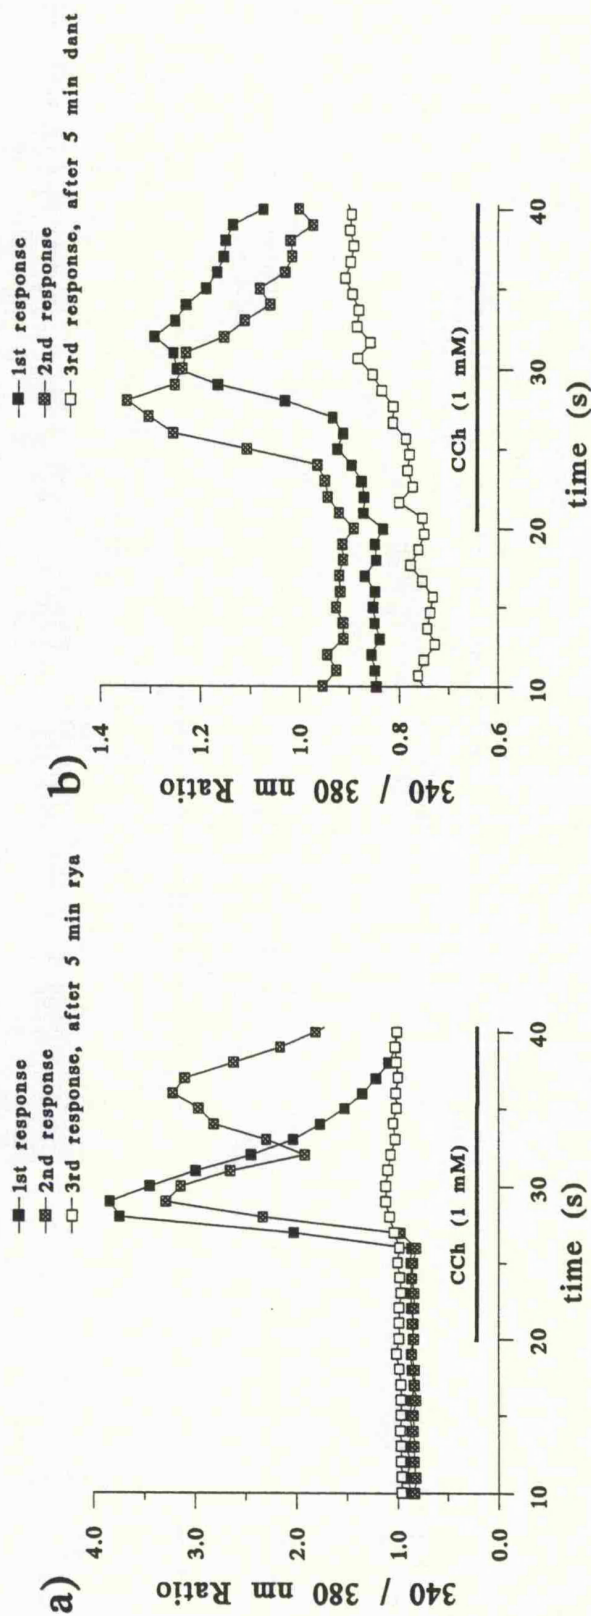 a)
1st response
2nd response
3rd response, after 5 min rya
340 / 380 nm Ratio
4.0
3.0
2.0
1.0
0.0
CCh (1 mM)
10
20
30
40
time (s)
b)
1st response
2nd response
3rd response, after 5 min dant
340 / 380 nm Ratio
1.4
1.2
1.0
0.8
0.6
CCh (1 mM)
10
20
30
40
time (s)